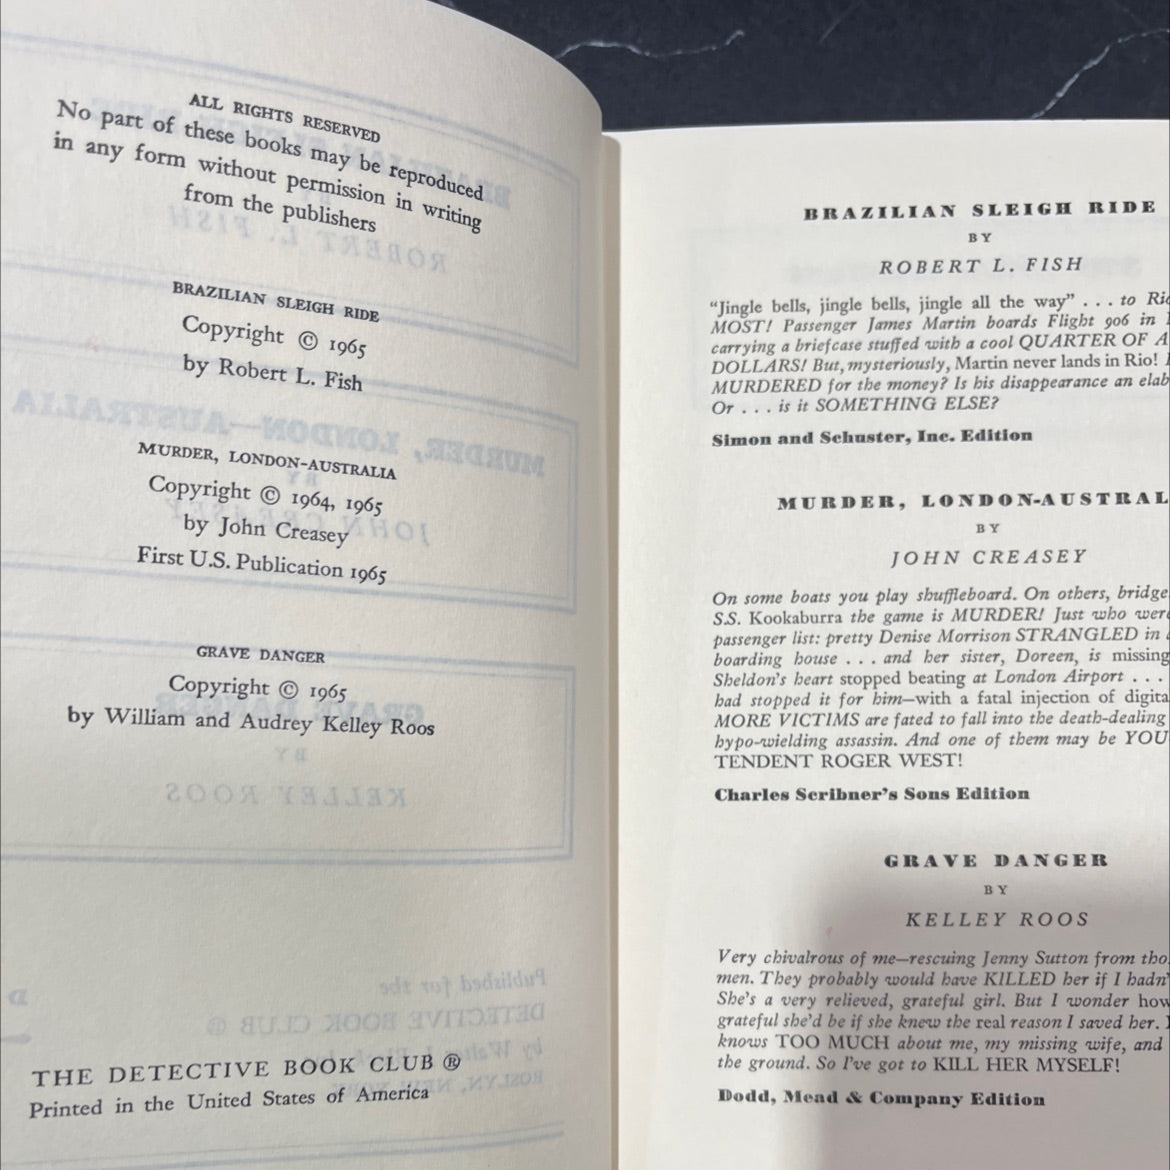 ALL RIGHTS RESERVED
No part of these books may be reproduced
in any form without permission in writing
from the publishers
BRAZILIAN SLEIGH RIDE
Copyright © 1965
by Robert L. Fish
MURDER, LONDON-AUSTRALIA
Copyright © 1964, 1965
by John Creasey
First U.S. Publication 1965
GRAVE DANGER
Copyright © 1965
by William and Audrey Kelley Roos
THE DETECTIVE BOOK CLUB ®
Printed in the United States of America
BRAZILIAN SLEIGH RIDE
BY
ROBERT L. FISH
“Jingle bells, jingle bells, jingle all the way” . . . to
MOST! Passenger James Martin boards Flight 906 in
carrying a briefcase stuffed with a cool QUARTER OF A
DOLLARS! But, mysteriously, Martin never lands in Rio!
MURDERED for the money? Is his disappearance an
Or . . . is it SOMETHING ELSE?
Simon and Schuster, Inc. Edition
MURDER, LONDON-AUSTRAL
BY
JOHN CREASEY
On some boats you play shuffleboard. On others, bridge
S.S. Kookaburra the game is MURDER! Just who were
passenger list: pretty Denise Morrison STRANGLED in
boarding house . . . and her sister, Doreen, is missing
Sheldon's heart stopped beating at London Airport . . .
had stopped it for him—with a fatal injection of digita
MORE VICTIMS are fated to fall into the death-dealing
hypo-wielding assassin. And one of them may be YOU
TENDENT ROGER WEST!
Charles Scribner's Sons Edition
GRAVE DANGER
BY
KELLEY ROOS
Very chivalrous of me—rescuing Jenny Sutton from tho
men. They probably would have KILLED her if I hadn'
She's a very relieved, grateful girl. But I wonder how
grateful she'd be if she knew the real reason I saved her.
knows TOO MUCH about me, my missing wife, and
the ground. So I've got to KILL HER MYSELF!
Dodd, Mead & Company Edition